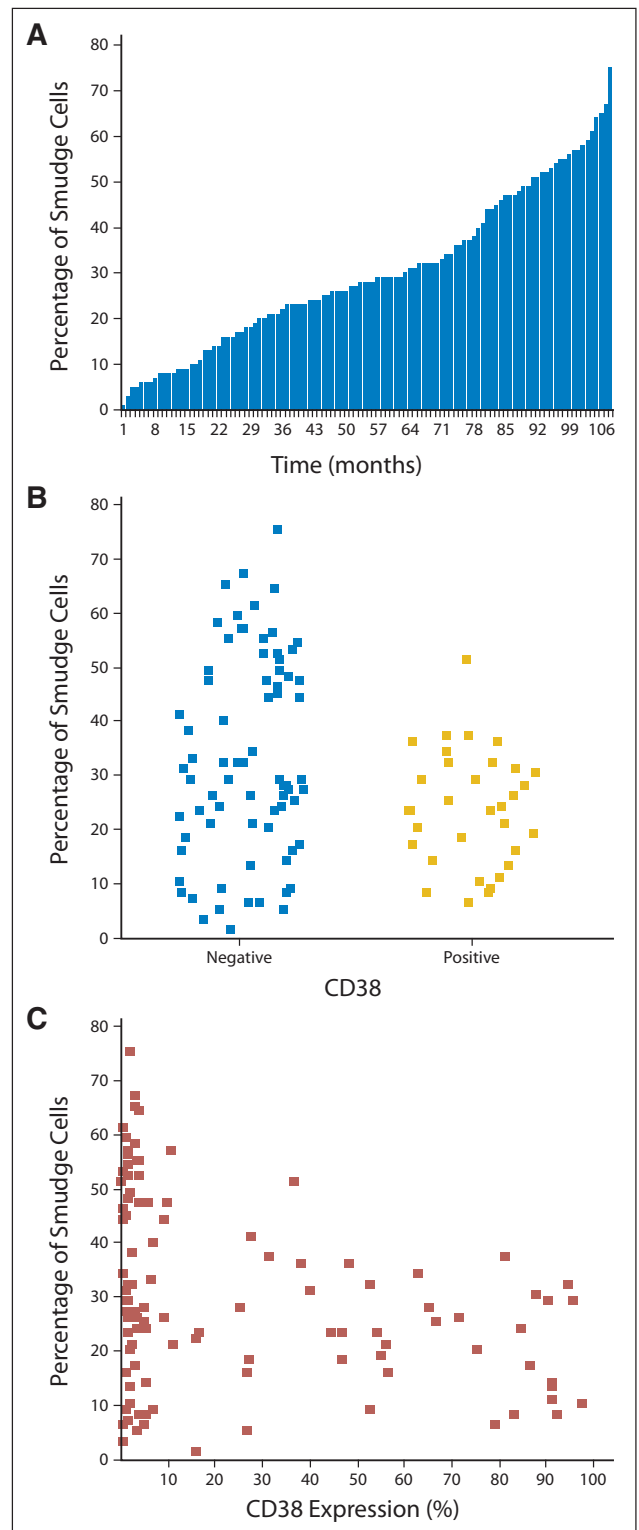 A
Percentage of Smudge Cells
80
70
60
50
40
30
20
10
0
1 8 15 22 29 36 43 50 57 64 71 78 85 92 99 106
Time (months)
B
Percentage of Smudge Cells
80
70
60
50
40
30
20
10
0
Negative Positive
CD38
C
Percentage of Smudge Cells
80
70
60
50
40
30
20
10
0
10 20 30 40 50 60 70 80 90 100
CD38 Expression (%)